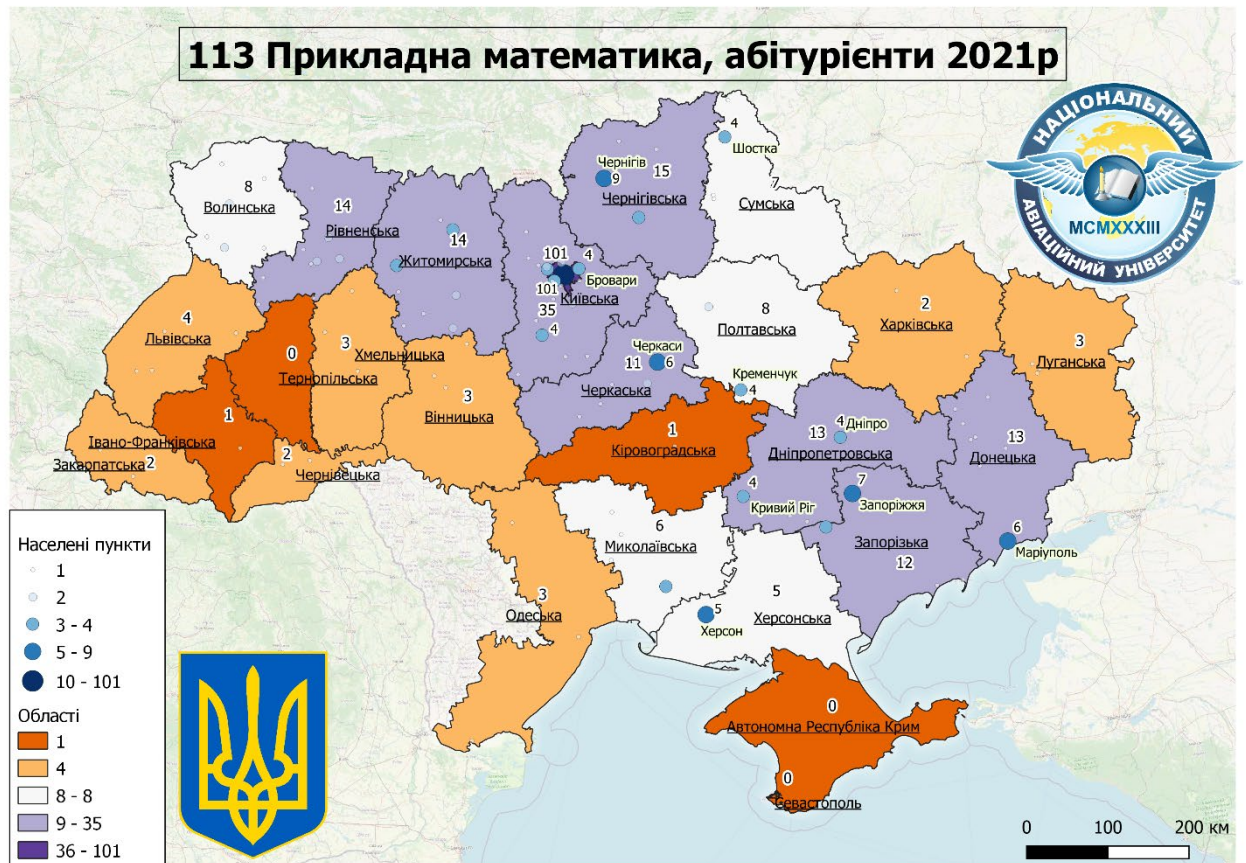 113 Прикладна математика, абітурієнти 2021р
НАЦІОНАЛЬНИЙ
АВІАЦІЙНИЙ УНІВЕРСИТЕТ
MCMXXXIII
4
Шостка
Чернігів
9
15
Чернігівська
7
Сумська
8
Волинська
14
Рівненська
14
Житомирська
101
4
Бровари
101
Київська
35
4
8
Полтавська
2
Харківська
3
Луганська
4
Львівська
0
Тернопільська
3
Хмельницька
3
Вінницька
Черкаси
11
6
Черкаська
Кременчук
4
1
Івано-Франківська
Закарпатська
2
2
Чернівецька
1
Кіровоградська
13
4
Дніпро
Дніпропетровська
13
Донецька
4
Кривий Ріг
7
Запоріжжя
Запорізька
12
6
Маріуполь
6
Миколаївська
3
Одеська
5
Херсон
5
Херсонська
0
Автономна Республіка Крим
0
Севастополь
Населені пункти
1
2
3 - 4
5 - 9
10 - 101
Області
1
4
8 - 8
9 - 35
36 - 101
0 100 200 км